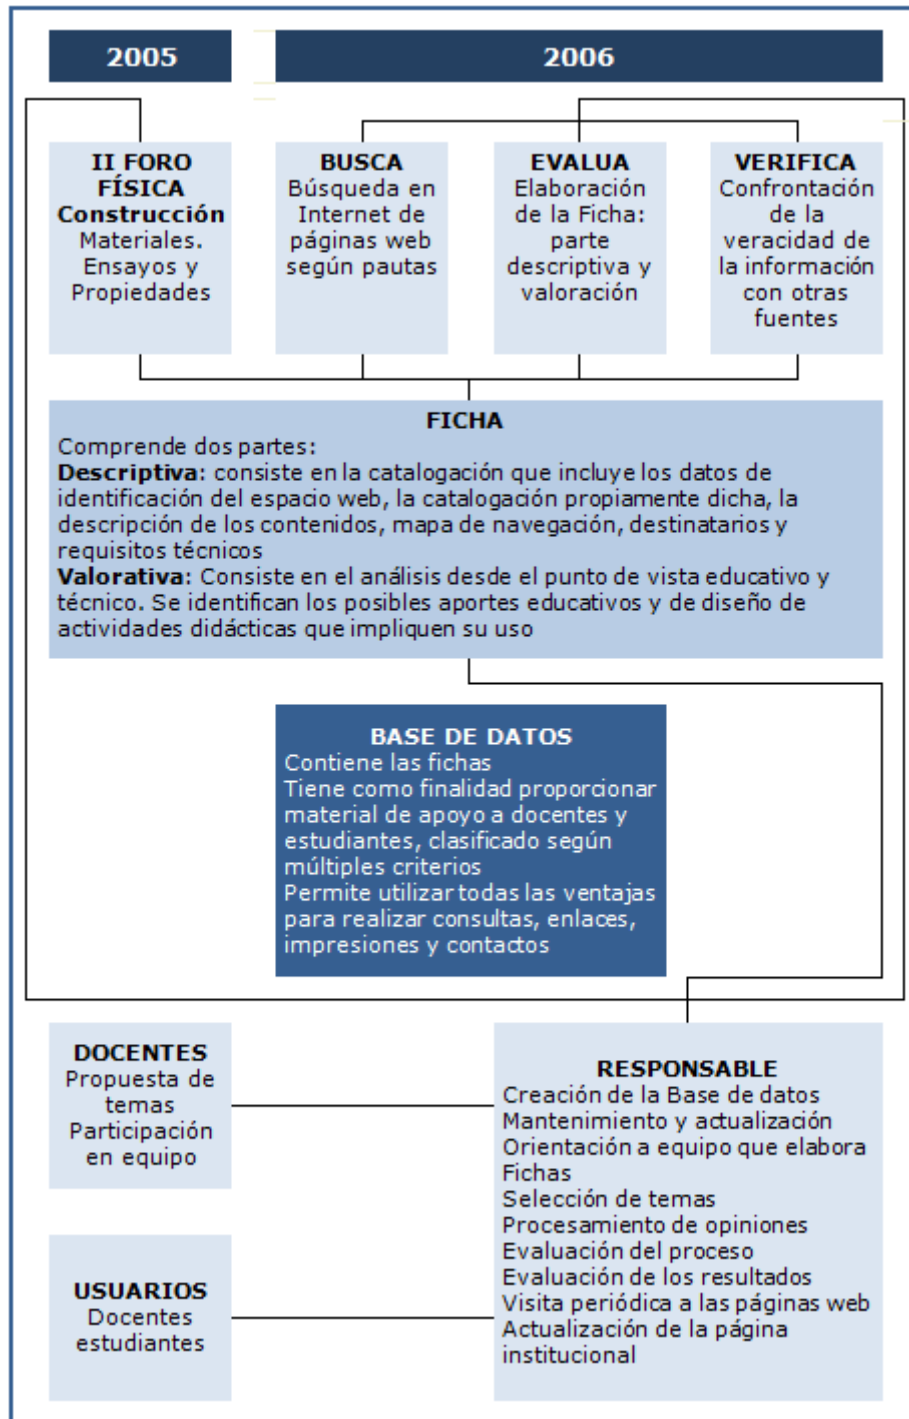 2005
2006
II FORO
FÍSICA
Construcción
Materiales.
Ensayos y
Propiedades
BUSCA
Búsqueda en
Internet de
páginas web
según pautas
EVALUA
Elaboración
de la Ficha:
parte
descriptiva y
valoración
VERIFICA
Confrontación
de la
veracidad de
la información
con otras
fuentes
FICHA
Comprende dos partes:
Descriptiva: consiste en la catalogación que incluye los datos de
identificación del espacio web, la catalogación propiamente dicha, la
descripción de los contenidos, mapa de navegación, destinatarios y
requisitos técnicos
Valorativa: Consiste en el análisis desde el punto de vista educativo y
técnico. Se identifican los posibles aportes educativos y de diseño de
actividades didácticas que impliquen su uso
BASE DE DATOS
Contiene las fichas
Tiene como finalidad proporcionar
material de apoyo a docentes y
estudiantes, clasificado según
múltiples criterios
Permite utilizar todas las ventajas
para realizar consultas, enlaces,
impresiones y contactos
DOCENTES
Propuesta de
temas
Participación
en equipo
USUARIOS
Docentes
estudiantes
RESPONSABLE
Creación de la Base de datos
Mantenimiento y actualización
Orientación a equipo que elabora
Fichas
Selección de temas
Procesamiento de opiniones
Evaluación del proceso
Evaluación de los resultados
Visita periódica a las páginas web
Actualización de la página
institucional